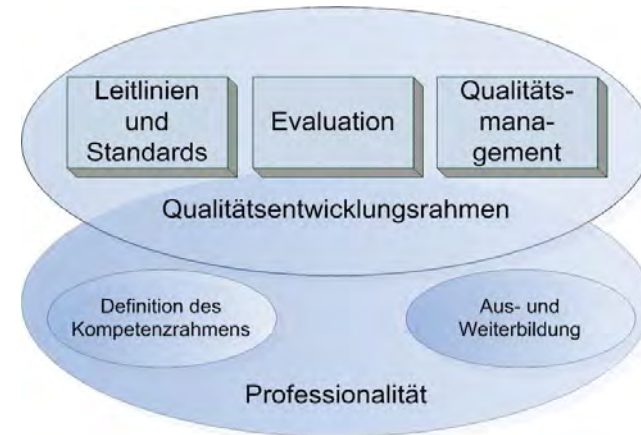 Leitlinien
und
Standards
Evaluation
Qualitäts-
mana-
gement
Qualitätsentwicklungsrahmen
Definition des
Kompetenzrahmens
Aus- und
Weiterbildung
Professionalität